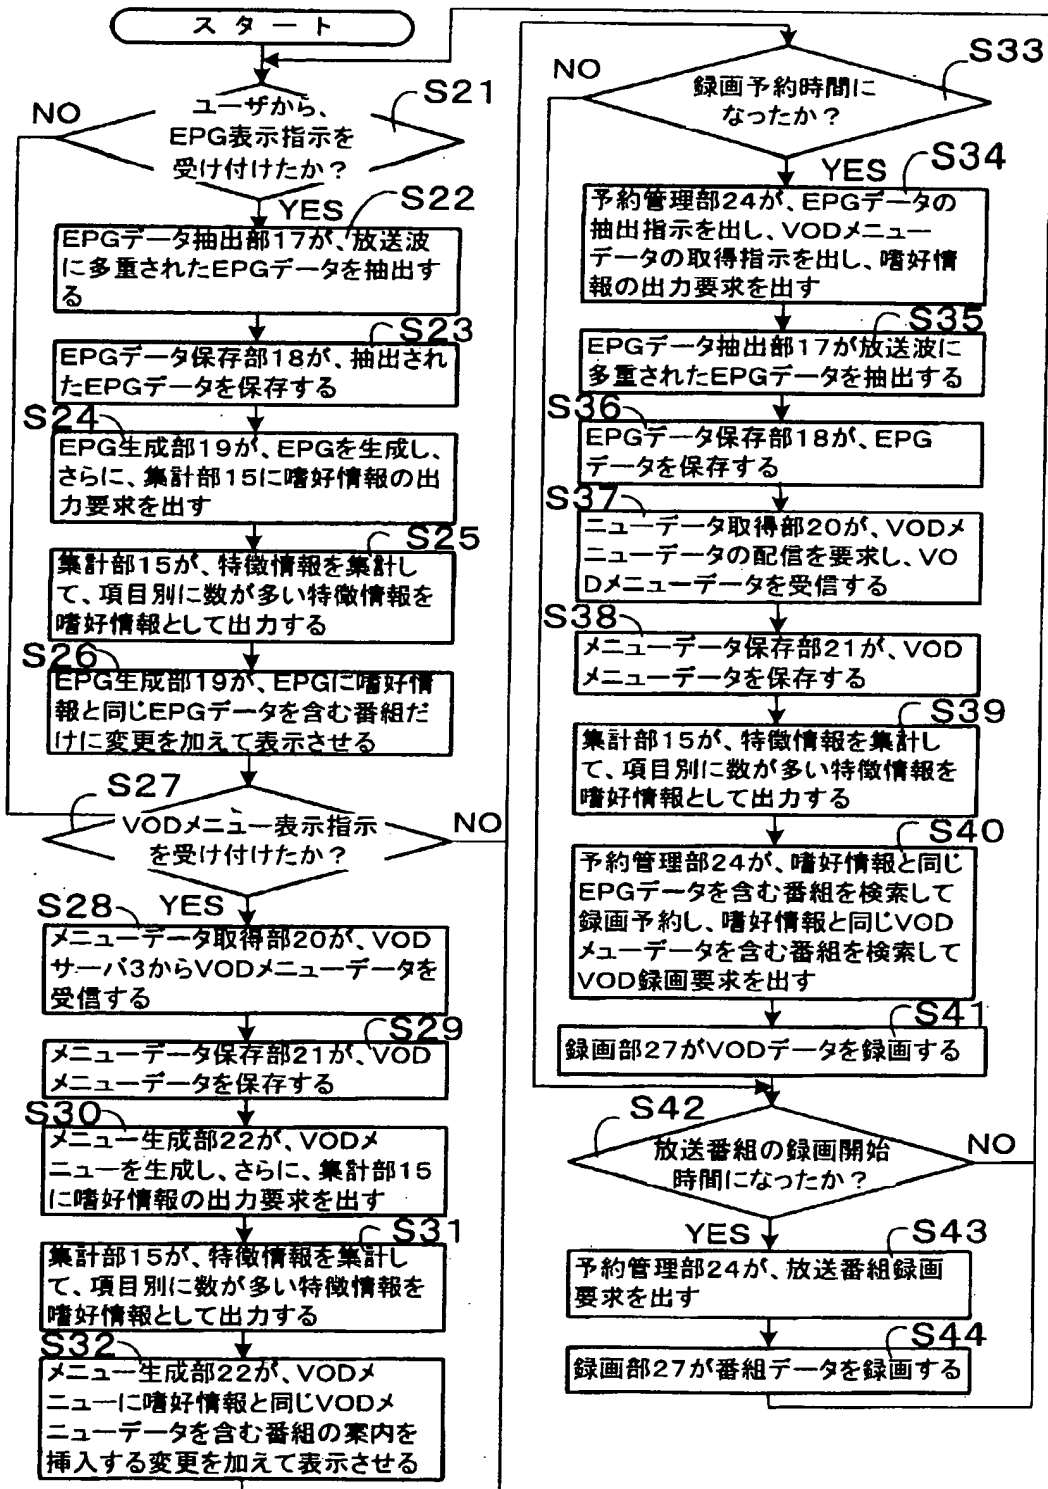 スタート
S21
NO
ユーザから、
EPG表示指示を
受け付けたか？
YES
S22
EPGデータ抽出部17が、放送波
に多重されたEPGデータを抽出す
る
S23
EPGデータ保存部18が、抽出され
たEPGデータを保存する
S24
EPG生成部19が、EPGを生成し、
さらに、集計部15に嗜好情報の出
力要求を出す
S25
集計部15が、特徴情報を集計し
て、項目別に数が多い特徴情報を
嗜好情報として出力する
S26
EPG生成部19が、EPGに嗜好情
報と同じEPGデータを含む番組だ
けに変更を加えて表示させる
S27
VODメニュー表示指示
を受け付けたか？
NO
YES
S28
メニューデータ取得部20が、VOD
サーバ3からVODメニューデータを
受信する
S29
メニューデータ保存部21が、VOD
メニューデータを保存する
S30
メニュー生成部22が、VODメ
ニューを生成し、さらに、集計部15
に嗜好情報の出力要求を出す
S31
集計部15が、特徴情報を集計し
て、項目別に数が多い特徴情報を
嗜好情報として出力する
S32
メニュー生成部22が、VODメ
ニューに嗜好情報と同じVODメ
ニューデータを含む番組の案内を
挿入する変更を加えて表示させる
S33
NO
録画予約時間に
なったか？
YES
S34
予約管理部24が、EPGデータの
抽出指示を出し、VODメニュー
データの取得指示を出し、嗜好情
報の出力要求を出す
S35
EPGデータ抽出部17が放送波に
多重されたEPGデータを抽出する
S36
EPGデータ保存部18が、EPG
データを保存する
S37
ニューデータ取得部20が、VODメ
ニューデータの配信を要求し、VO
Dメニューデータを受信する
S38
メニューデータ保存部21が、VOD
メニューデータを保存する
S39
集計部15が、特徴情報を集計し
て、項目別に数が多い特徴情報を
嗜好情報として出力する
S40
予約管理部24が、嗜好情報と同じ
EPGデータを含む番組を検索して
録画予約し、嗜好情報と同じVOD
メューデータを含む番組を検索して
VOD録画要求を出す
S41
録画部27がVODデータを録画する
S42
放送番組の録画開始
時間になったか？
NO
YES
S43
予約管理部24が、放送番組録画
要求を出す
S44
録画部27が番組データを録画する